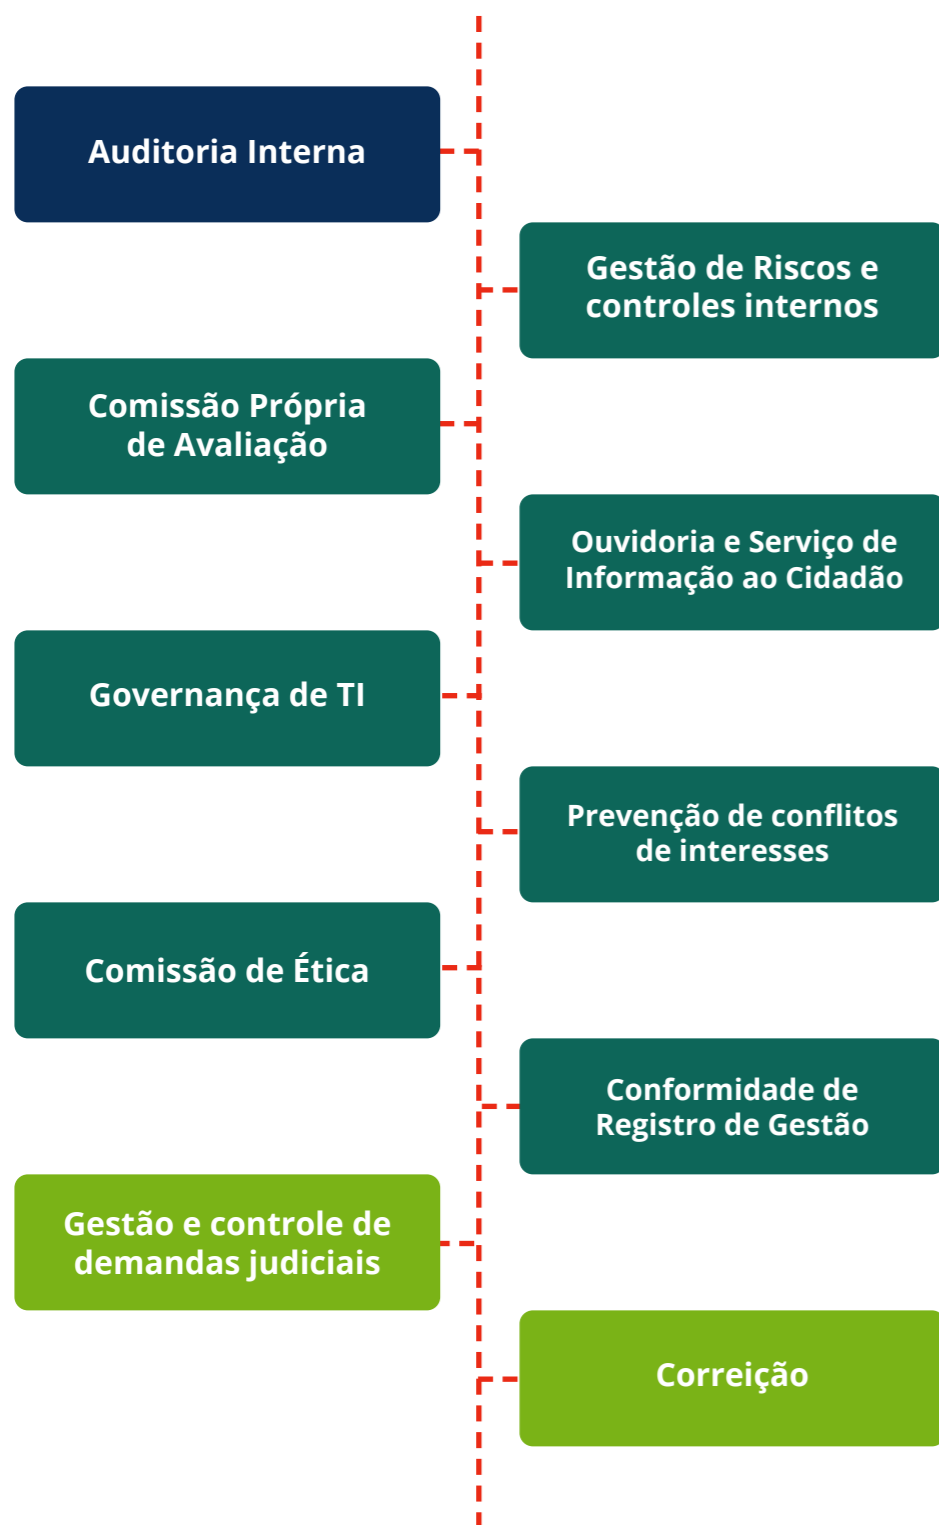 Auditoria Interna
Gestão de Riscos e
controles internos
Comissão Própria
de Avaliação
Ouvidoria e Serviço de
Informação ao Cidadão
Governança de TI
Prevenção de conflitos
de interesses
Comissão de Ética
Conformidade de
Registro de Gestão
Gestão e controle de
demandas judiciais
Correição